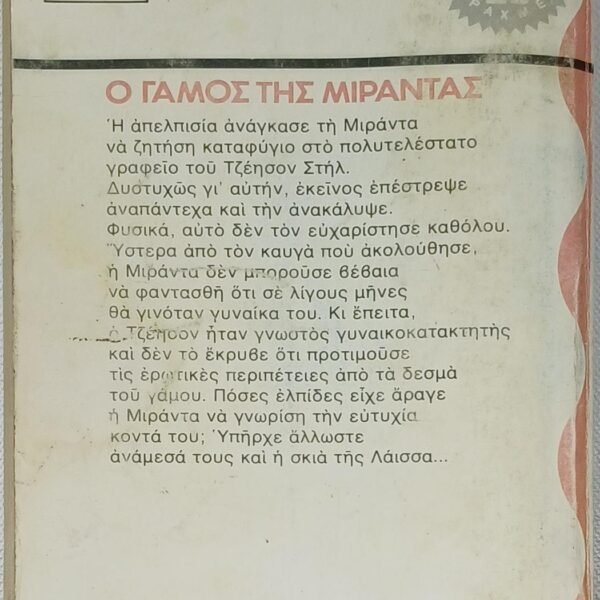 Ο ΓΑΜΟΣ ΤΗΣ ΜΙΡΑΝΤΑΣ
Ἡ ἀπελπισία ἀνάγκασε τὴ Μιράντα
νὰ ζητήση καταφύγιο στὸ πολυτελέστατο
γραφεῖο τοῦ Τζέησον Στήλ.
Δυστυχῶς γι' αὐτήν, ἐκεῖνος ἐπέστρεψε
ἀναπάντεχα καὶ τὴν ἀνακάλυψε.
Φυσικά, αὐτὸ δὲν τὸν εὐχαρίστησε καθόλου.
Ὕστερα ἀπὸ τὸν καυγὰ ποὺ ἀκολούθησε,
ἡ Μιράντα δὲν μποροῦσε βέβαια
νὰ φαντασθῆ ὅτι σὲ λίγους μῆνες
θὰ γινόταν γυναίκα του. Κι ἔπειτα,
ὁ Τζέησον ἦταν γνωστὸς γυναικοκατακτητὴς
καὶ δὲν τὸ ἔκρυβε ὅτι προτιμοῦσε
τὶς ἐρωτικὲς περιπέτειες ἀπὸ τὰ δεσμὰ
τοῦ γάμου. Πόσες ἐλπίδες εἶχε ἄραγε
ἡ Μιράντα νὰ γνωρίση τὴν εὐτυχία
κοντά του; Ὑπῆρχε ἄλλωστε
ἀνάμεσά τους καὶ ἡ σκιὰ τῆς Λάισσα...